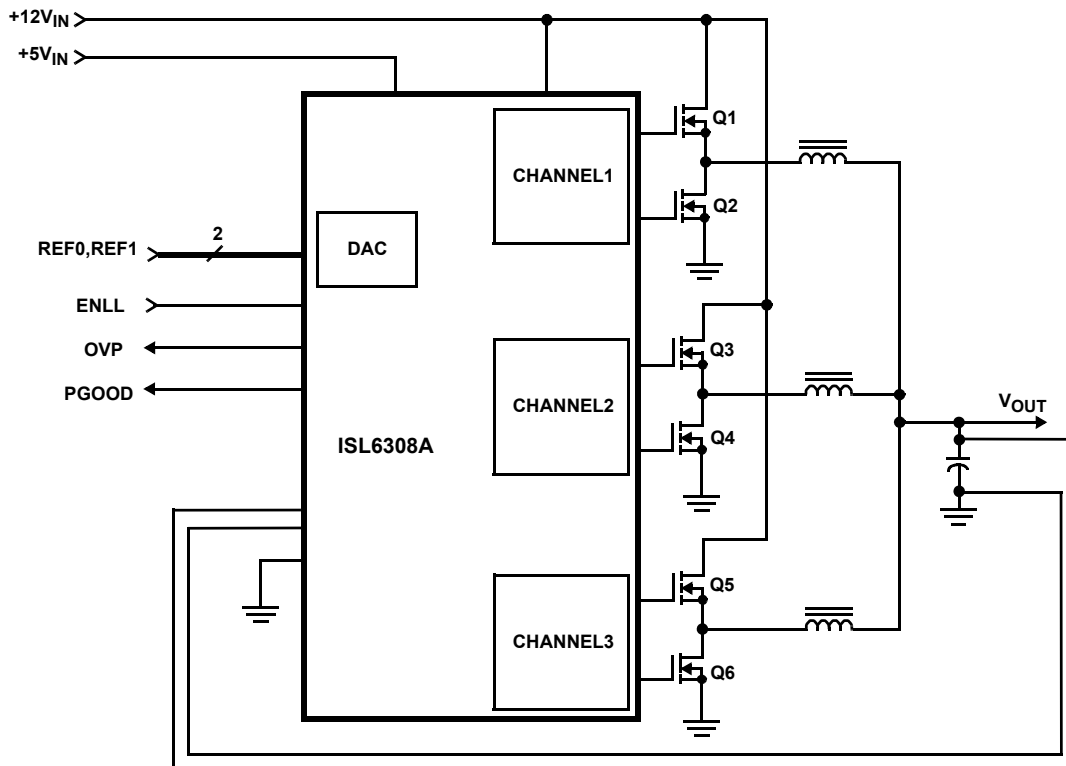 +12VIN
+5VIN
Q1
CHANNEL1
Q2
2
REF0,REF1
DAC
ENLL
Q3
OVP
PGOOD
CHANNEL2
VOUT
Q4
ISL6308A
Q5
CHANNEL3
Q6